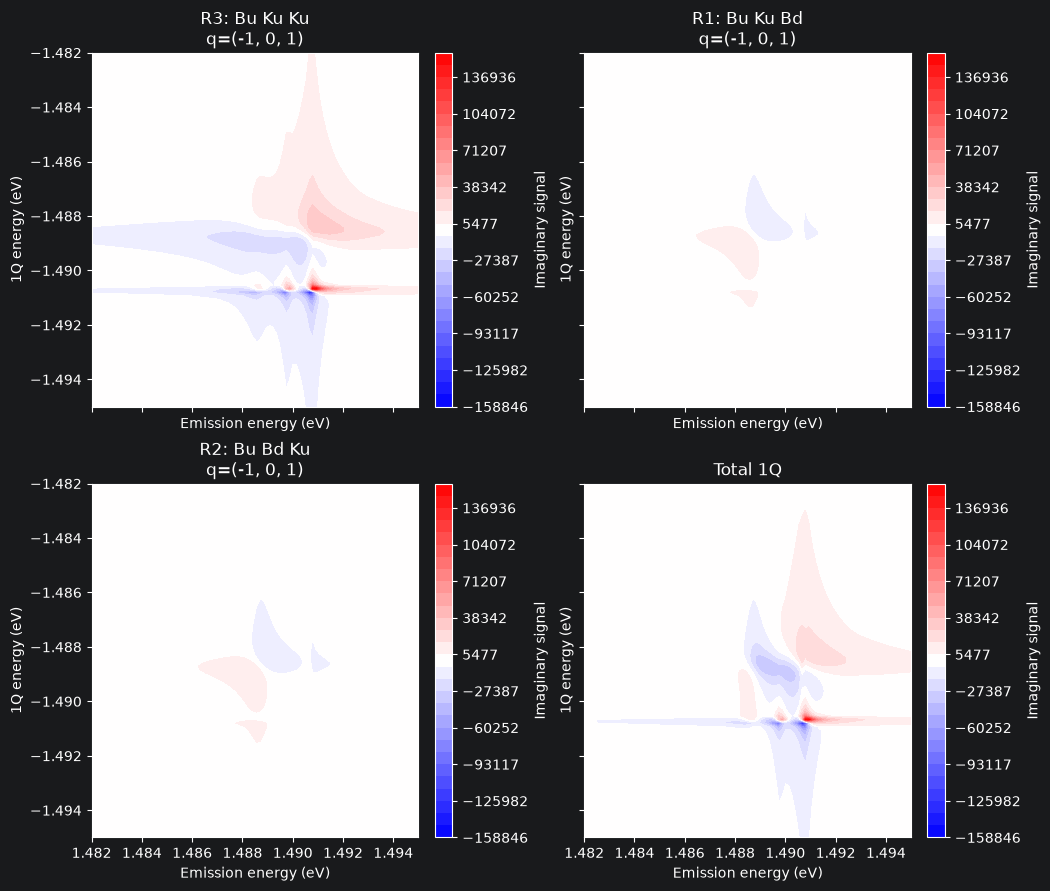 R3: Bu Ku Ku
q=(-1, 0, 1)
−1.482
−1.484
−1.486
−1.488
−1.490
−1.492
−1.494
1Q energy (eV)
Emission energy (eV)
136936
104072
71207
38342
5477
−27387
−60252
−93117
−125982
−158846
Imaginary signal
R1: Bu Ku Bd
q=(-1, 0, 1)
1Q energy (eV)
Emission energy (eV)
136936
104072
71207
38342
5477
−27387
−60252
−93117
−125982
−158846
Imaginary signal
R2: Bu Bd Ku
q=(-1, 0, 1)
−1.482
−1.484
−1.486
−1.488
−1.490
−1.492
−1.494
1Q energy (eV)
1.482 1.484 1.486 1.488 1.490 1.492 1.494
Emission energy (eV)
136936
104072
71207
38342
5477
−27387
−60252
−93117
−125982
−158846
Imaginary signal
Total 1Q
1Q energy (eV)
1.482 1.484 1.486 1.488 1.490 1.492 1.494
Emission energy (eV)
136936
104072
71207
38342
5477
−27387
−60252
−93117
−125982
−158846
Imaginary signal